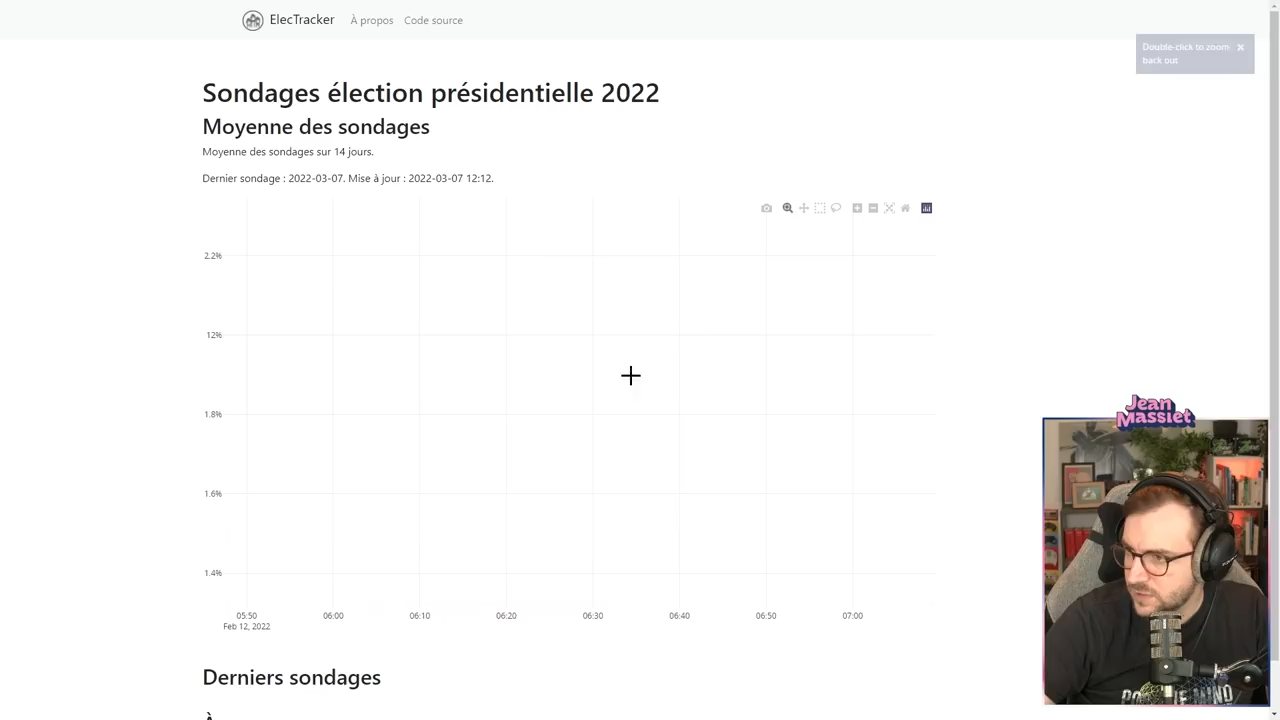 ElecTracker À propos Code source
Double-click to zoom
back out
Sondages élection présidentielle 2022
Moyenne des sondages
Moyenne des sondages sur 14 jours.
Dernier sondage : 2022-03-07. Mise à jour : 2022-03-07 12:12.
2.2%
12%
1.8%
1.6%
1.4%
05:50 06:00 06:10 06:20 06:30 06:40 06:50 07:00
Feb 12, 2022
Jean
Massiet
Derniers sondages